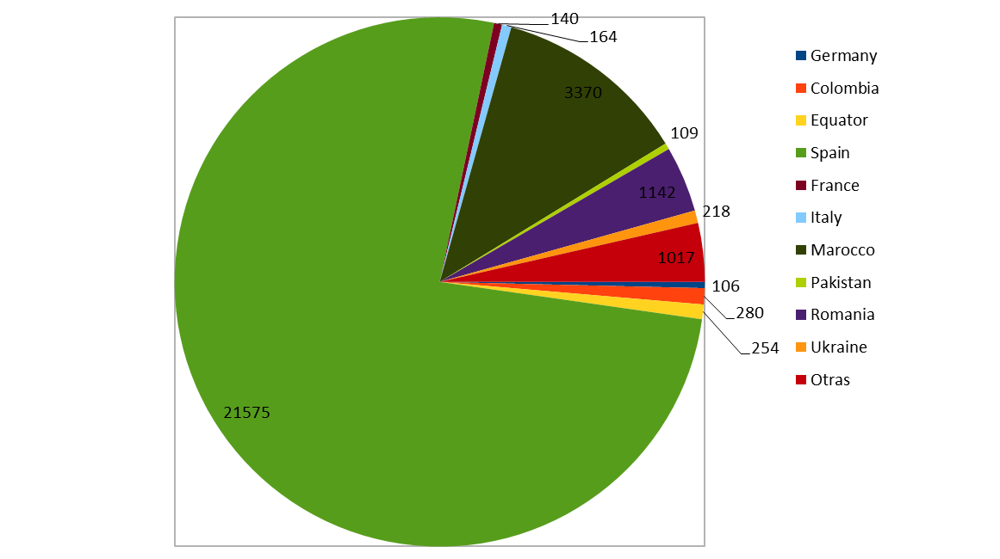 140
164
3370
109
1142
218
1017
106
280
254
21575
Germany
Colombia
Equator
Spain
France
Italy
Marocco
Pakistan
Romania
Ukraine
Otras